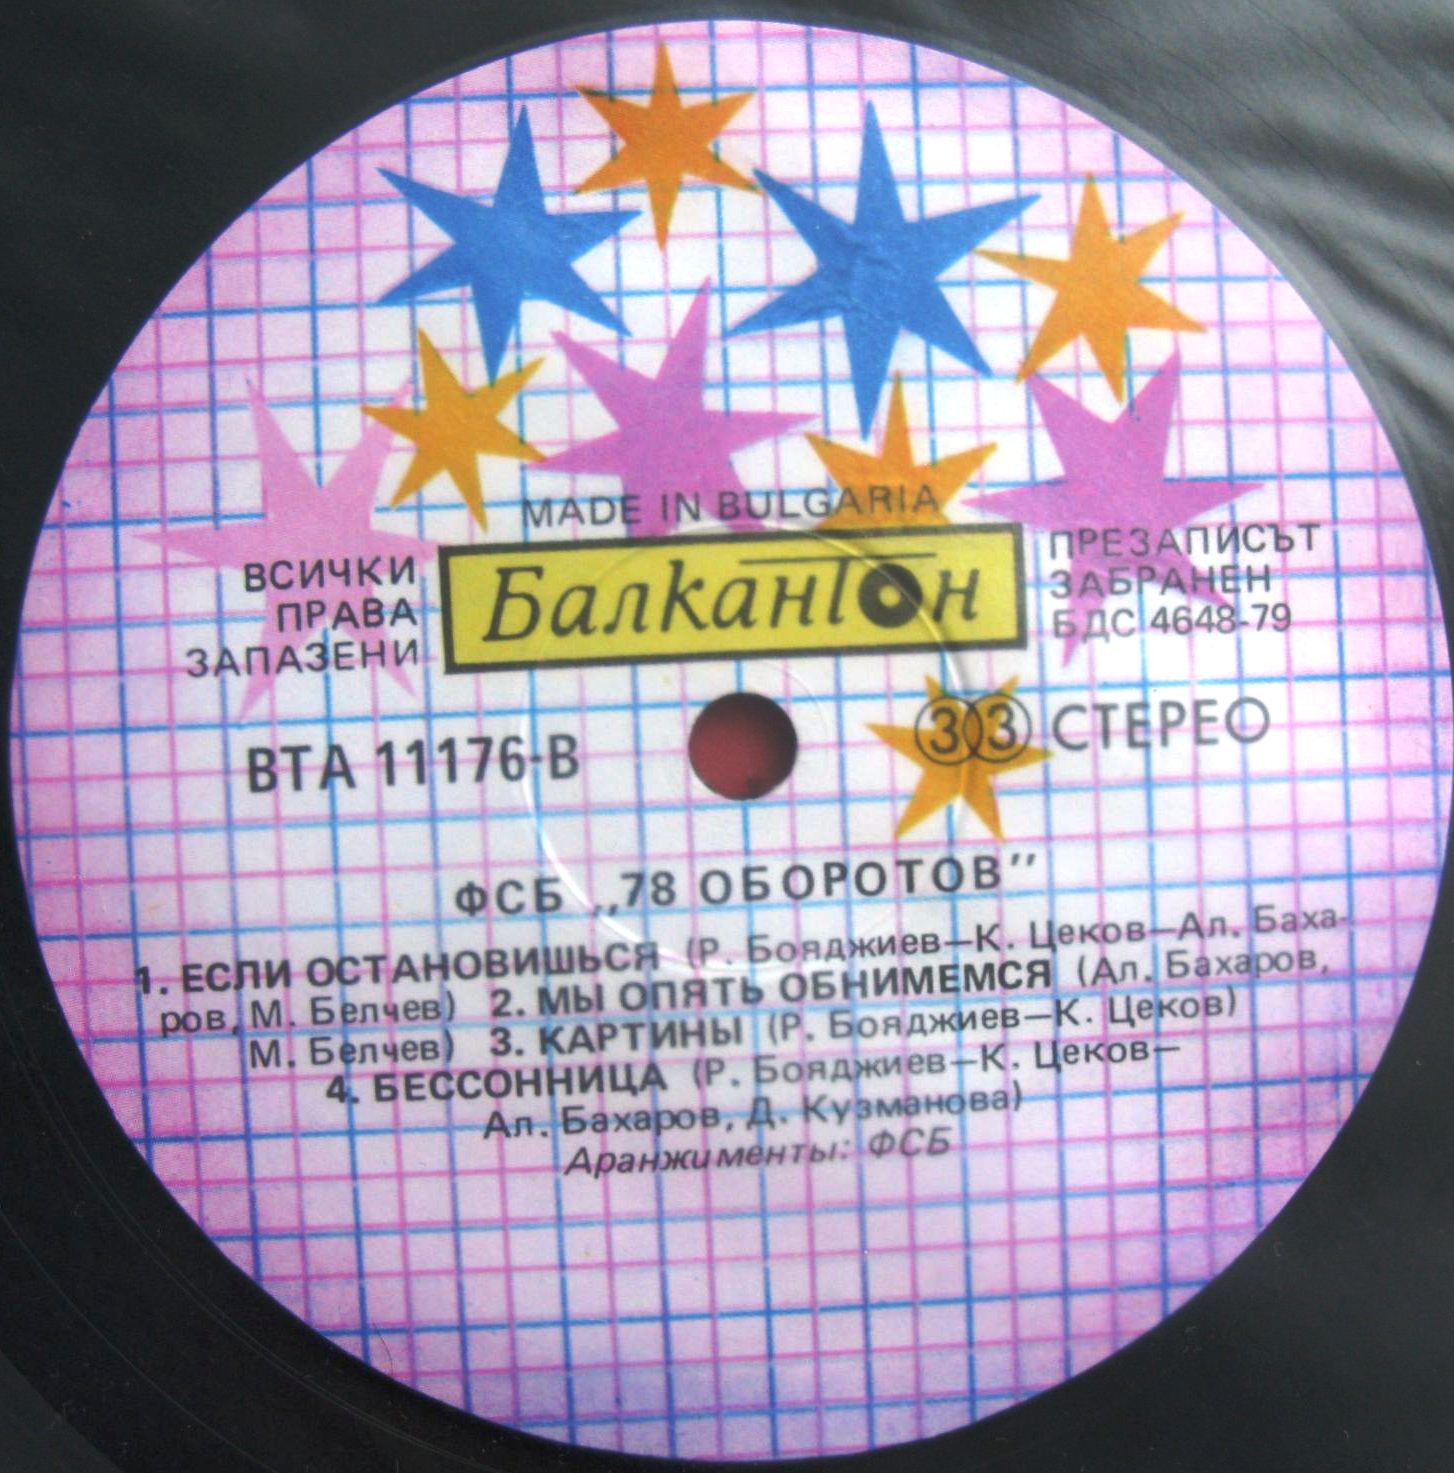 MADE IN BULGARIA
ВСИЧКИ
ПРАВА
ЗАПАЗЕНИ
Балкантон
ПРЕЗАПИСЪТ
ЗАБРАНЕН
БДС 4648-79
ВТА 11176-В
33 СТЕРЕО
ФСБ „78 ОБОРОТОВ”
1. ЕСЛИ ОСТАНОВИШЬСЯ (Р. Бояджиев—К. Цеков—Ал. Баха-
ров, М. Белчев) 2. МЫ ОПЯТЬ ОБНИМЕМСЯ (Ал. Бахаров,
М. Белчев) 3. КАРТИНЫ (Р. Бояджиев—К. Цеков)
4. БЕССОННИЦА (Р. Бояджиев—К. Цеков—
Ал. Бахаров, Д. Кузманова)
Аранжименты: ФСБ